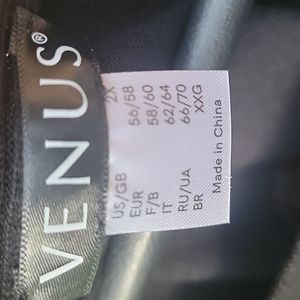 VENUS®
US/GB 2X
EUR 56/58
F/B 58/60
IT 62/64
RU/UA 66/70
BR XXG
Made in China